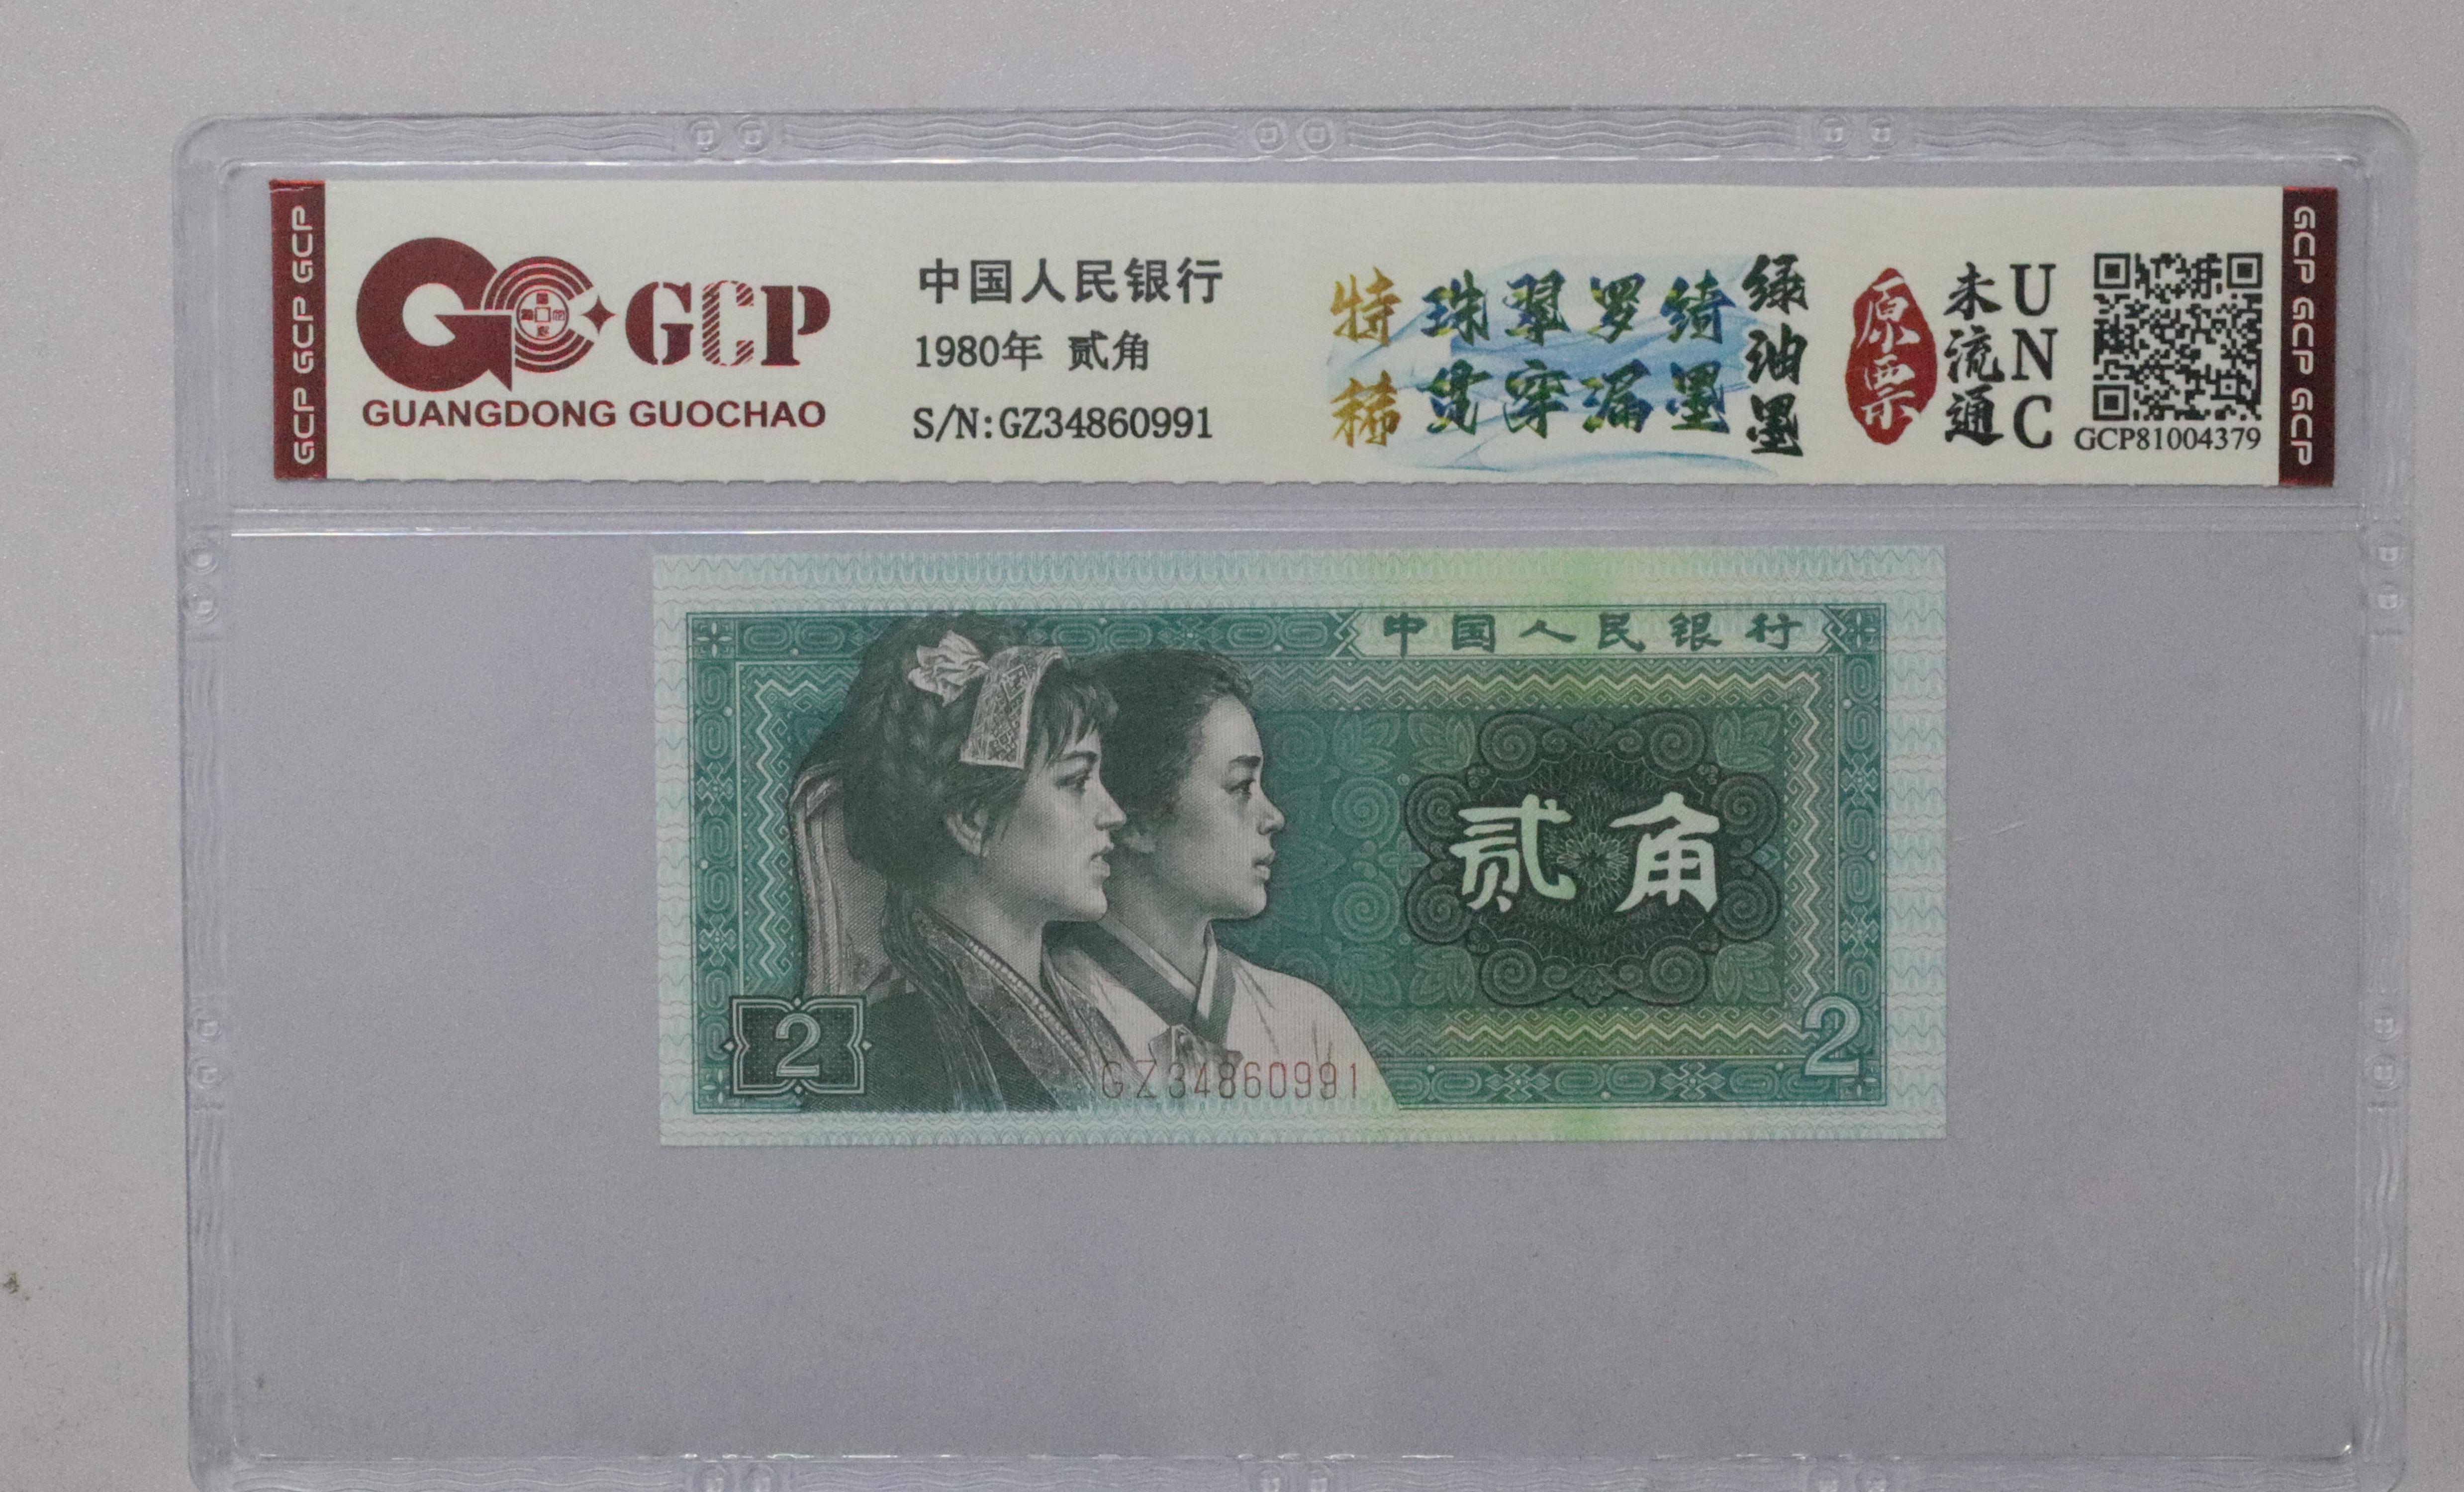 GCP GCP GCP
GCP
GUANGDONG GUOCHAO
中国人民银行
1980年 贰角
S/N:GZ34860991
特稀
珠翠罗绮
贯穿漏墨
绿油墨
原票
未流通
UNC
GCP81004379
GCP GCP GCP
中国人民银行
贰角
2
GZ34860991
2